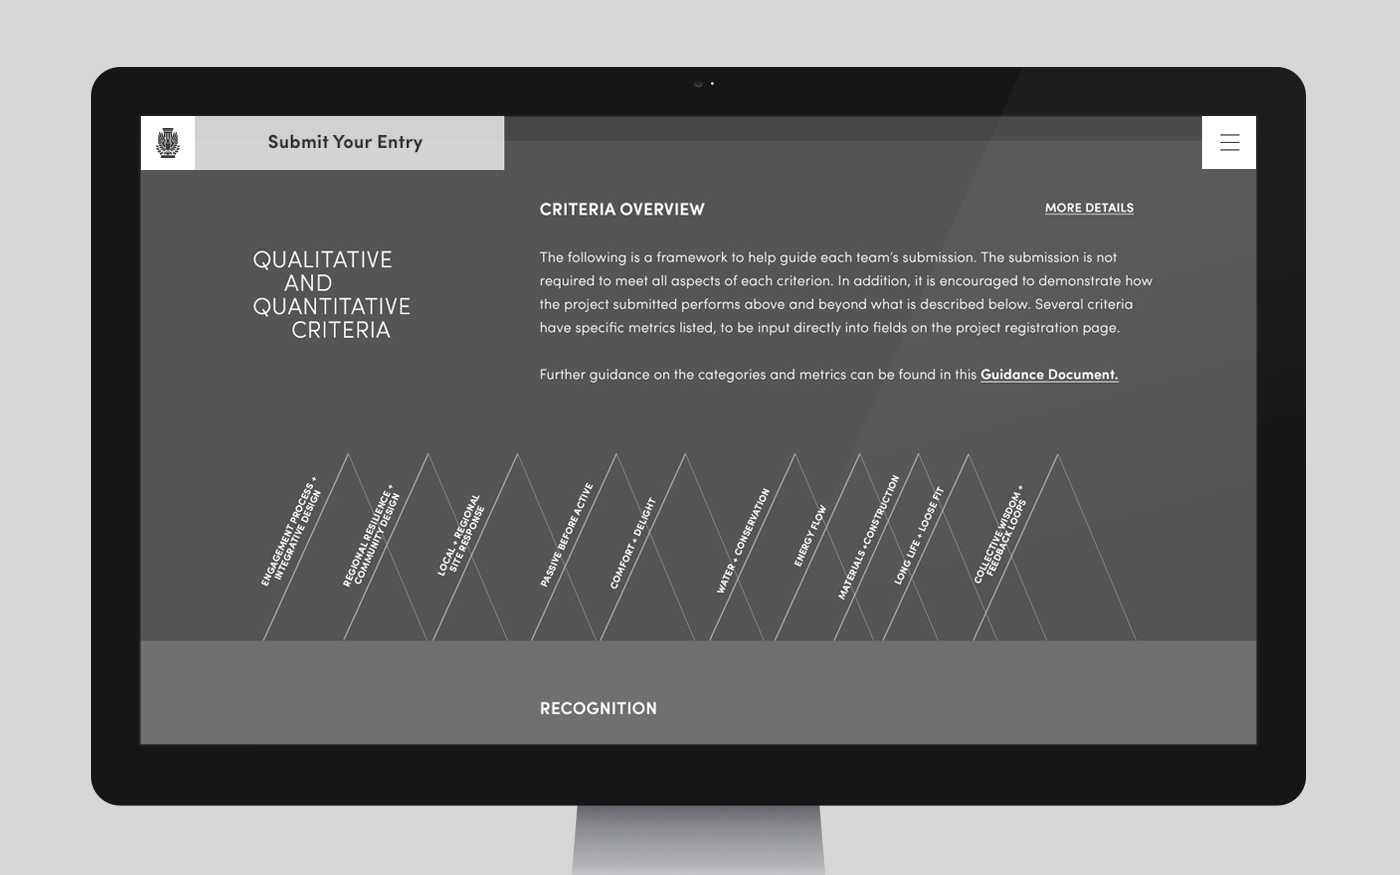 Submit Your Entry
CRITERIA OVERVIEW
MORE DETAILS
QUALITATIVE
AND
QUANTITATIVE
CRITERIA
The following is a framework to help guide each team's submission. The submission is not
required to meet all aspects of each criterion. In addition, it is encouraged to demonstrate how
the project submitted performs above and beyond what is described below. Several criteria
have specific metrics listed, to be input directly into fields on the project registration page.
Further guidance on the categories and metrics can be found in this Guidance Document.
ENGAGEMENT PROCESS +
INTEGRATIVE DESIGN
REGIONAL RESILIENCE +
COMMUNITY DESIGN
LOCAL + REGIONAL
SITE RESPONSE
PASSIVE BEFORE ACTIVE
COMFORT + DELIGHT
WATER + CONSERVATION
ENERGY FLOW
MATERIALS +CONSTRUCTION
LONG LIFE + LOOSE FIT
COLLECTIVE WISDOM +
FEEDBACK LOOPS
RECOGNITION